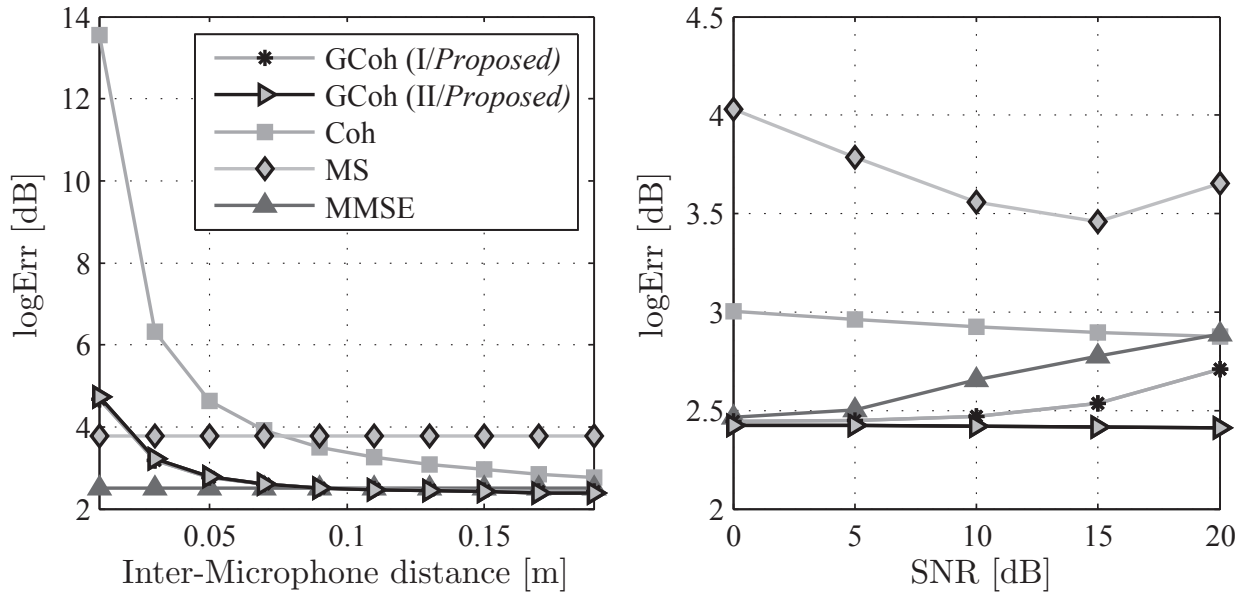 14
12
10
8
6
4
2
logErr [dB]
GCoh (I/Proposed)
GCoh (II/Proposed)
Coh
MS
MMSE
0.05
0.1
0.15
Inter-Microphone distance [m]
4.5
4
3.5
3
2.5
2
logErr [dB]
0
5
10
15
20
SNR [dB]